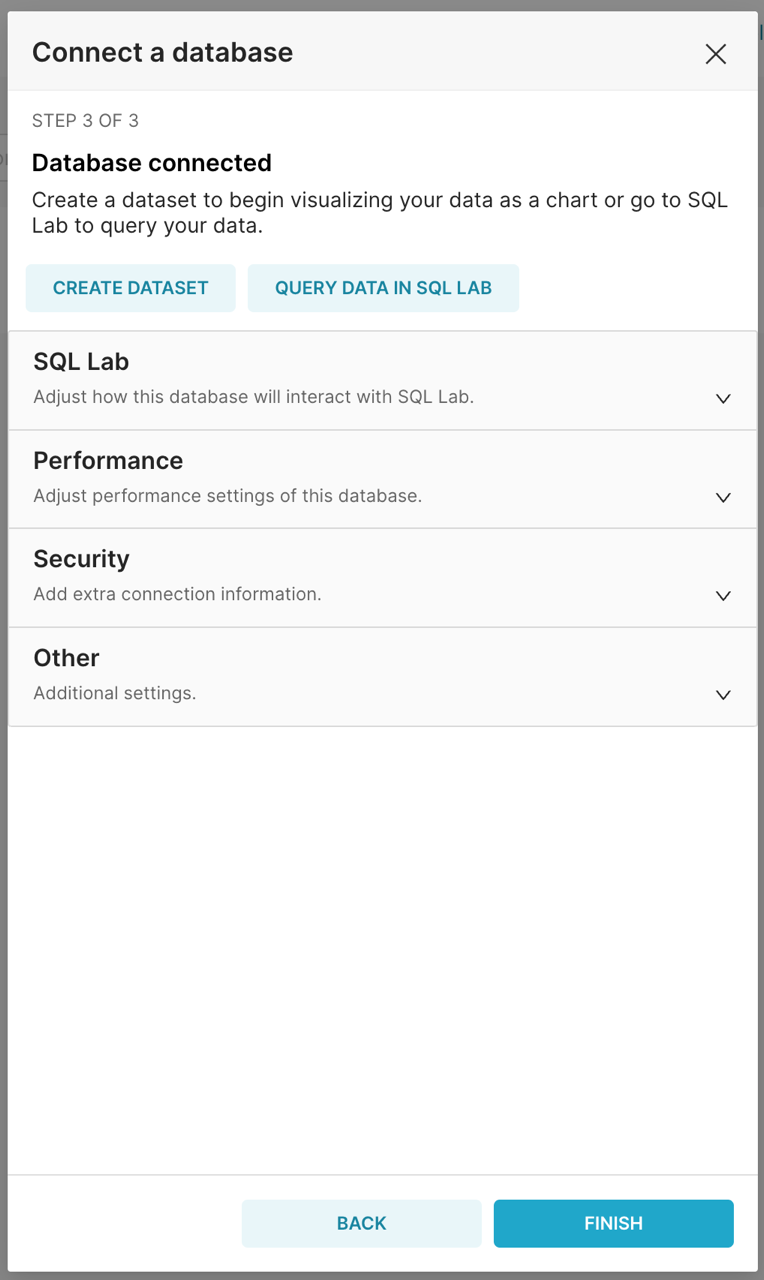 Connect a database
STEP 3 OF 3
Database connected
Create a dataset to begin visualizing your data as a chart or go to SQL
Lab to query your data.
CREATE DATASET
QUERY DATA IN SQL LAB
SQL Lab
Adjust how this database will interact with SQL Lab.
Performance
Adjust performance settings of this database.
Security
Add extra connection information.
Other
Additional settings.
BACK
FINISH